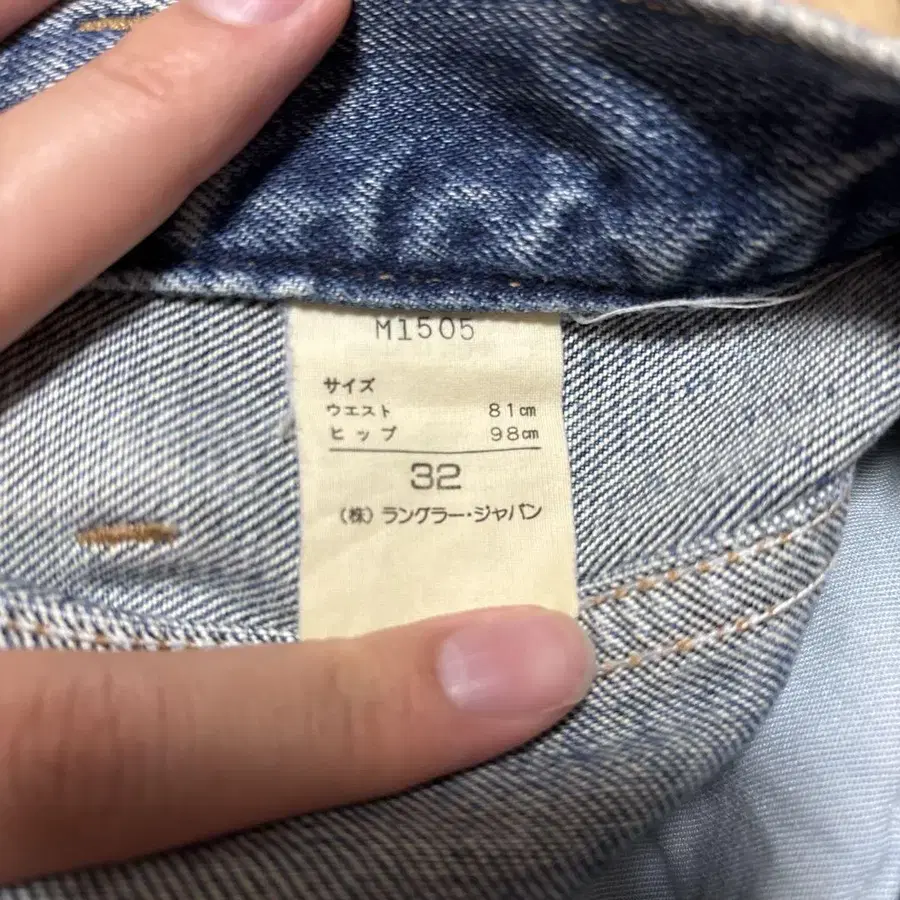 M1505
サイズ
ウエスト 81㎝
ヒップ 98㎝
32
(株)ラングラー・ジャパン